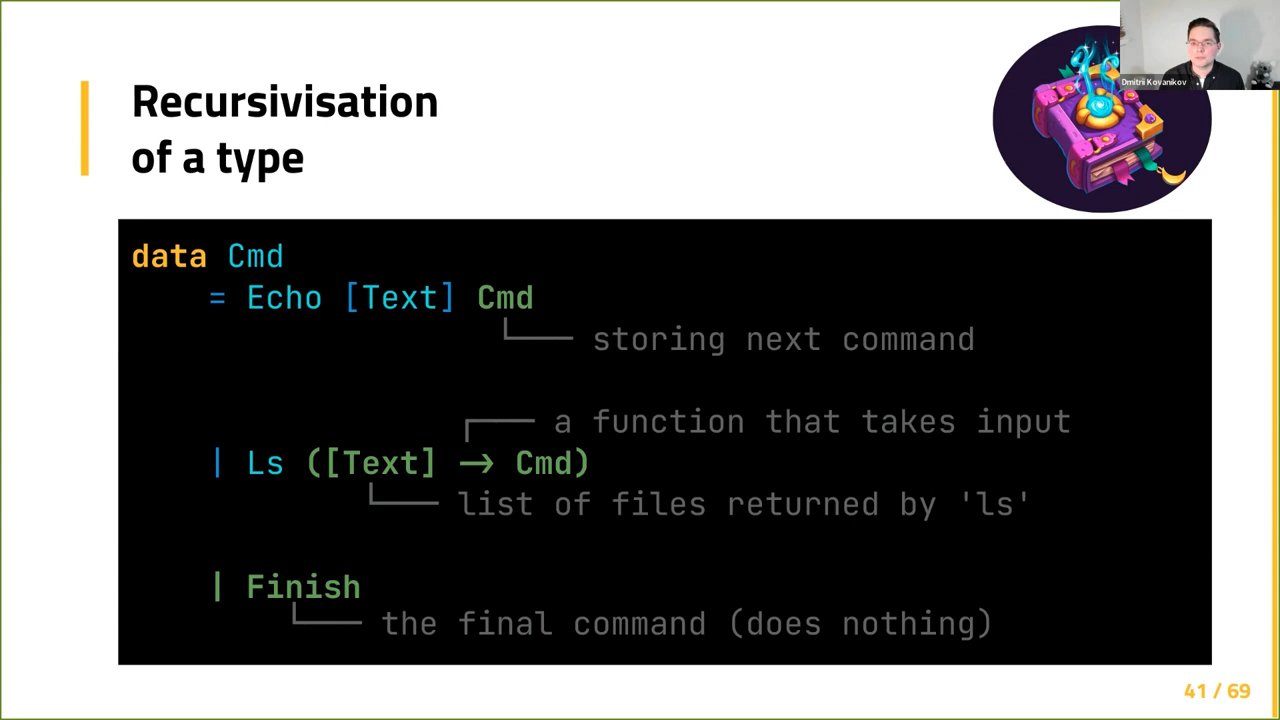 Dmitrii Kovanikov
Recursivisation
of a type
data Cmd
= Echo [Text] Cmd
storing next command
a function that takes input
| Ls ([Text] → Cmd)
list of files returned by 'ls'
| Finish
the final command (does nothing)
41 / 69